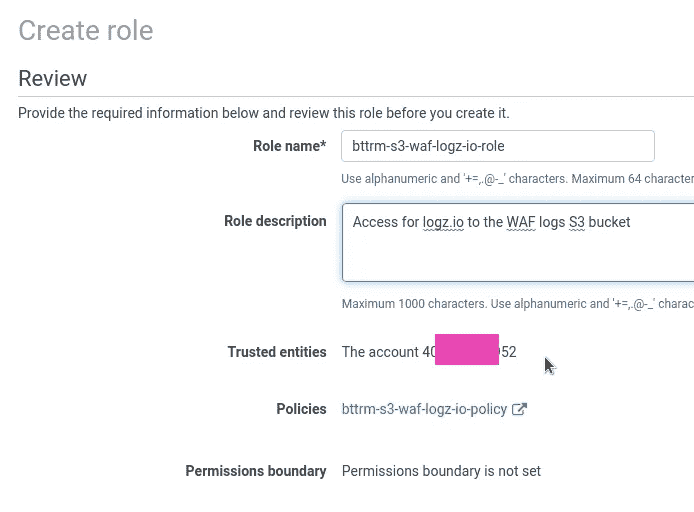 Create role
Review
Provide the required information below and review this role before you create it.
Role name* bttrm-s3-waf-logz-io-role
Use alphanumeric and '+=,.@-_' characters. Maximum 64 character
Role description Access for logz.io to the WAF logs S3 bucket
Maximum 1000 characters. Use alphanumeric and '+=,.@-_' charac
Trusted entities The account 40 52
Policies bttrm-s3-waf-logz-io-policy
Permissions boundary Permissions boundary is not set